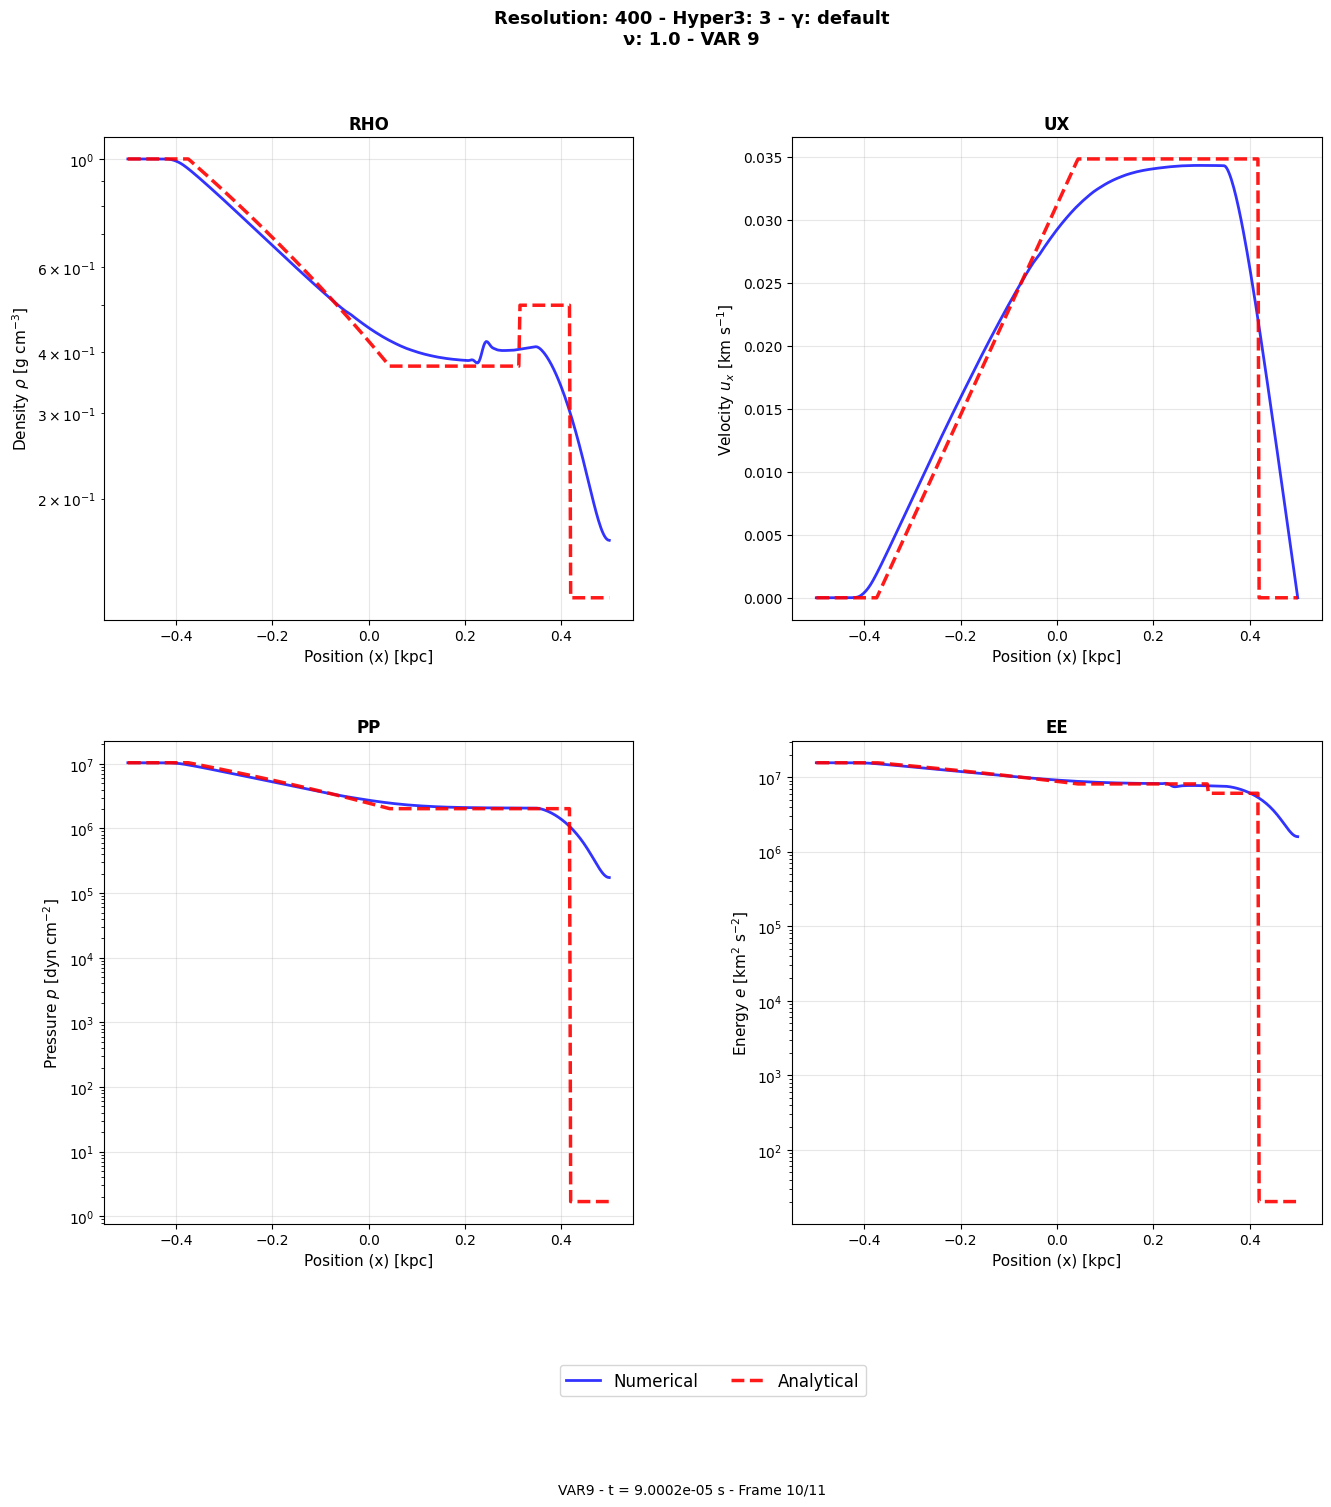 Resolution: 400 - Hyper3: 3 - γ: default
ν: 1.0 - VAR 9
RHO
10⁰
6 × 10⁻¹
4 × 10⁻¹
3 × 10⁻¹
2 × 10⁻¹
Density ρ [g cm⁻³]
−0.4 −0.2 0.0 0.2 0.4
Position (x) [kpc]
UX
0.035
0.030
0.025
0.020
0.015
0.010
0.005
0.000
Velocity uₓ [km s⁻¹]
−0.4 −0.2 0.0 0.2 0.4
Position (x) [kpc]
PP
10⁷
10⁶
10⁵
10⁴
10³
10²
10¹
10⁰
Pressure p [dyn cm⁻²]
−0.4 −0.2 0.0 0.2 0.4
Position (x) [kpc]
EE
10⁷
10⁶
10⁵
10⁴
10³
10²
Energy e [km² s⁻²]
−0.4 −0.2 0.0 0.2 0.4
Position (x) [kpc]
Numerical
Analytical
VAR9 - t = 9.0002e-05 s - Frame 10/11